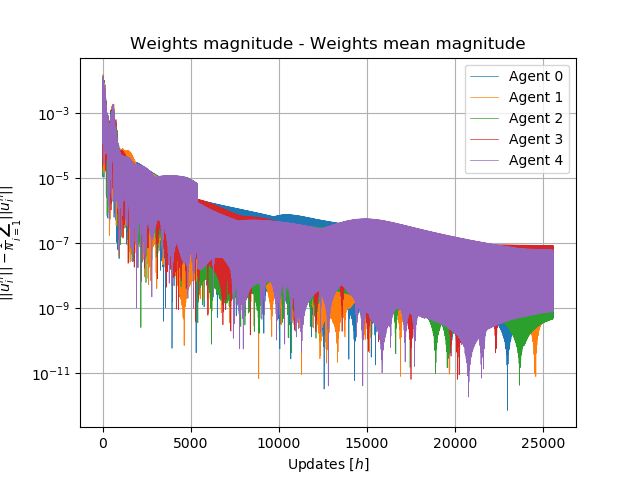 Weights magnitude - Weights mean magnitude
10⁻³
10⁻⁵
10⁻⁷
10⁻⁹
10⁻¹¹
0
5000
10000
15000
20000
25000
Updates [h]
Agent 0
Agent 1
Agent 2
Agent 3
Agent 4